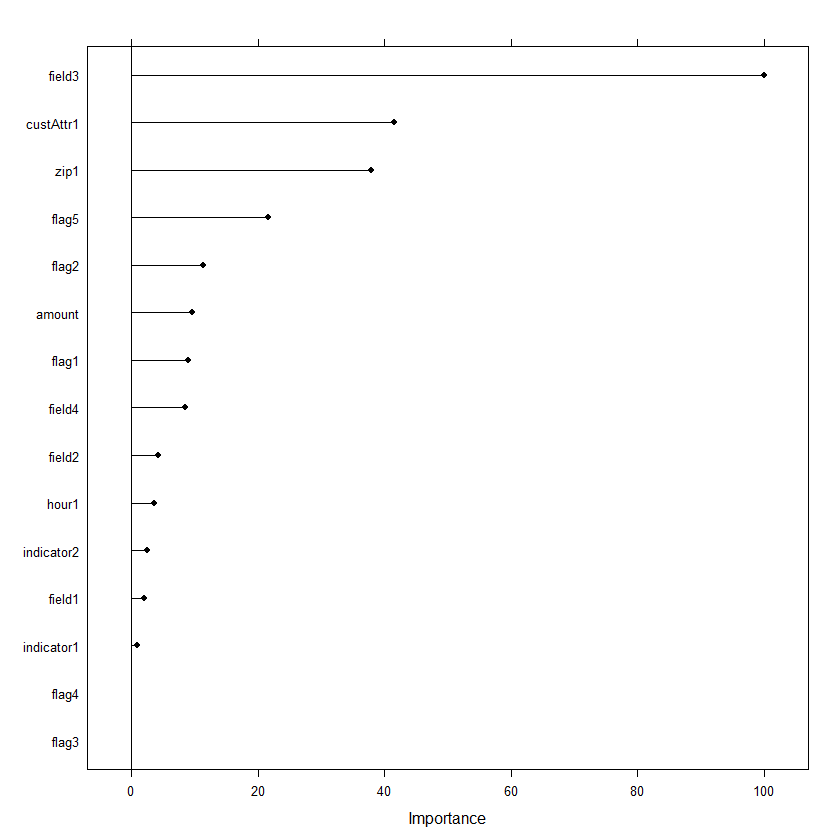 field3
custAttr1
zip1
flag5
flag2
amount
flag1
field4
field2
hour1
indicator2
field1
indicator1
flag4
flag3
0 20 40 60 80 100
Importance